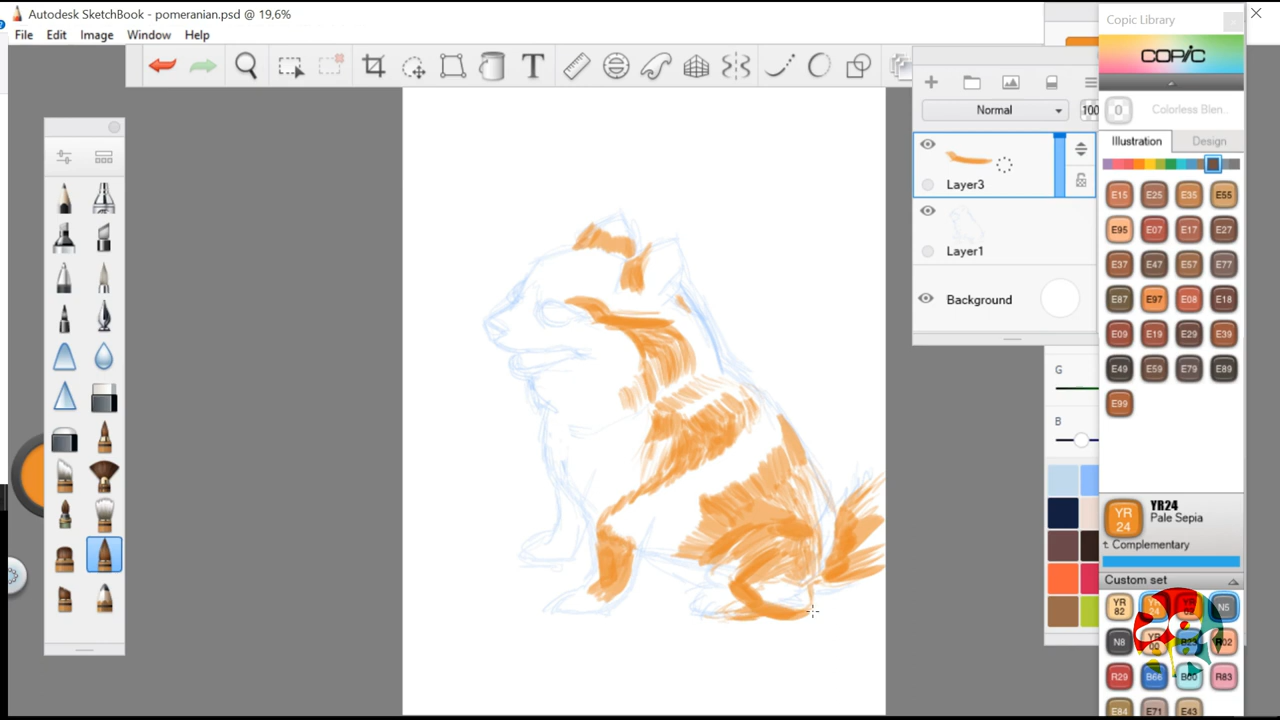 Autodesk SketchBook - pomeranian.psd @ 19,6%
File Edit Image Window Help
T
Normal
100
Layer3
Layer1
Background
G
B
Copic Library
COPIC
0 Colorless Blen..
Illustration Design
E15 E25 E35 E55
E95 E07 E17 E27
E37 E47 E57 E77
E87 E97 E08 E18
E09 E19 E29 E39
E49 E59 E79 E89
E99
YR 24
YR24
Pale Sepia
t. Complementary
Custom set
YR 82 N5
N8 R02
R29 B66 R83
E84 E71 E43